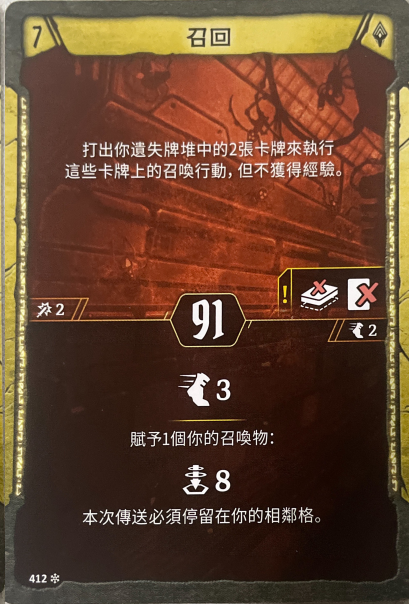 7
召回
打出你遺失牌堆中的2張卡牌來執行
這些卡牌上的召喚行動，但不獲得經驗。
!
2
91
2
3
賦予1個你的召喚物：
8
本次傳送必須停留在你的相鄰格。
412